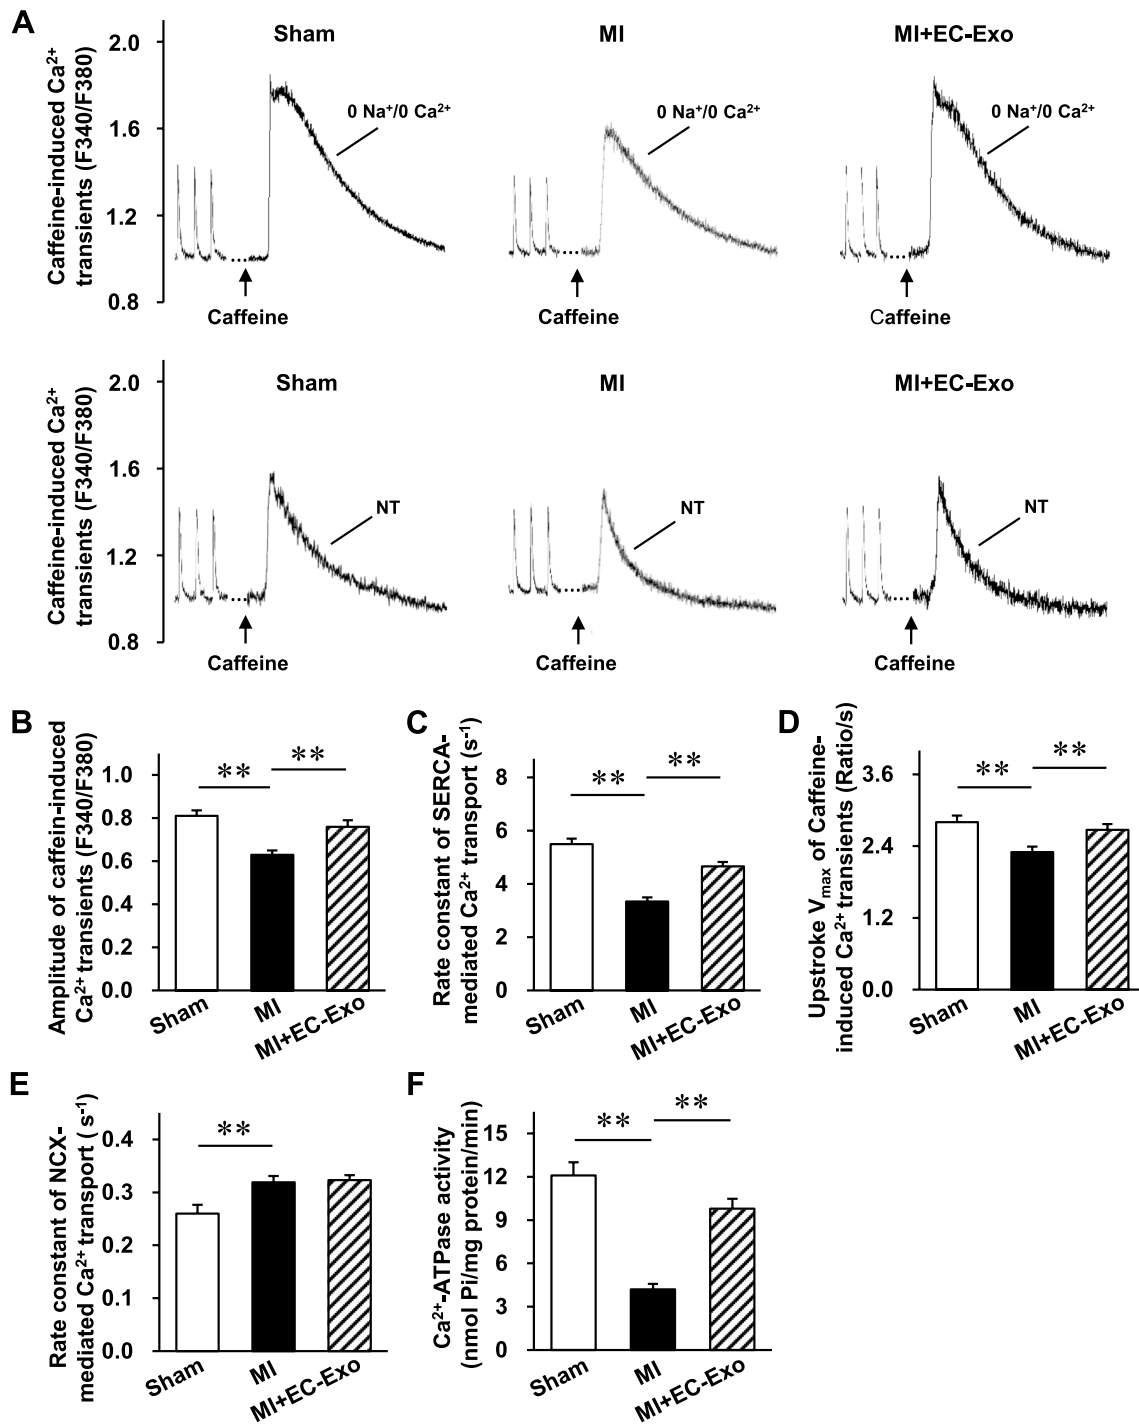 A
Sham
MI
MI+EC-Exo
Caffeine-induced Ca²⁺
transients (F340/F380)
2.0
1.6
1.2
0.8
0 Na⁺/0 Ca²⁺
0 Na⁺/0 Ca²⁺
0 Na⁺/0 Ca²⁺
Caffeine
Caffeine
Caffeine
Sham
MI
MI+EC-Exo
Caffeine-induced Ca²⁺
transients (F340/F380)
2.0
1.6
1.2
0.8
NT
NT
NT
Caffeine
Caffeine
Caffeine
B
Amplitude of caffein-induced
Ca²⁺ transients (F340/F380)
1.0
0.8
0.6
0.4
0.2
0.0
**
**
Sham
MI
MI+EC-Exo
C
Rate constant of SERCA-
mediated Ca²⁺ transport (s⁻¹)
8
6
4
2
0
**
**
Sham
MI
MI+EC-Exo
D
Upstroke Vmax of Caffeine-
induced Ca²⁺ transients (Ratio/s)
3.6
2.4
1.2
0.0
**
**
Sham
MI
MI+EC-Exo
E
Rate constant of NCX-
mediated Ca²⁺ transport ( s⁻¹)
0.4
0.3
0.2
0.1
0.0
**
Sham
MI
MI+EC-Exo
F
Ca²⁺-ATPase activity
(nmol Pi/mg protein/min)
15
12
9
6
3
0
**
**
Sham
MI
MI+EC-Exo